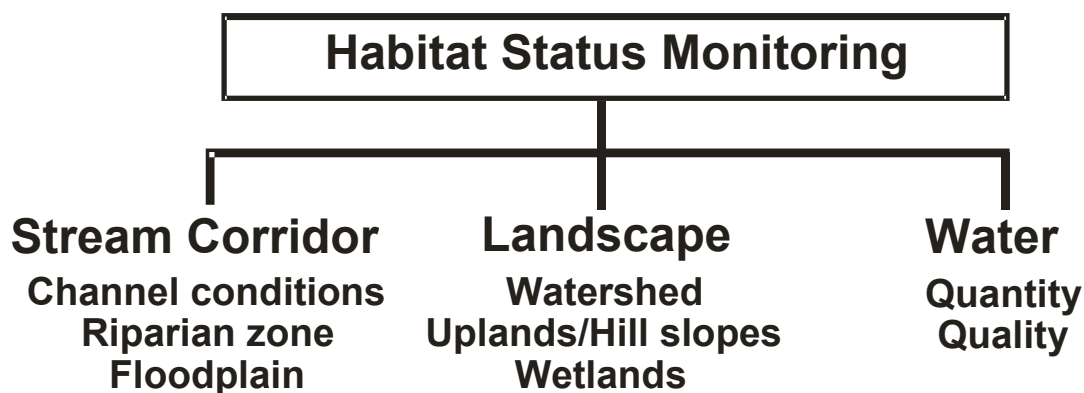 Habitat Status Monitoring
Stream Corridor
Channel conditions
Riparian zone
Floodplain
Landscape
Watershed
Uplands/Hill slopes
Wetlands
Water
Quantity
Quality